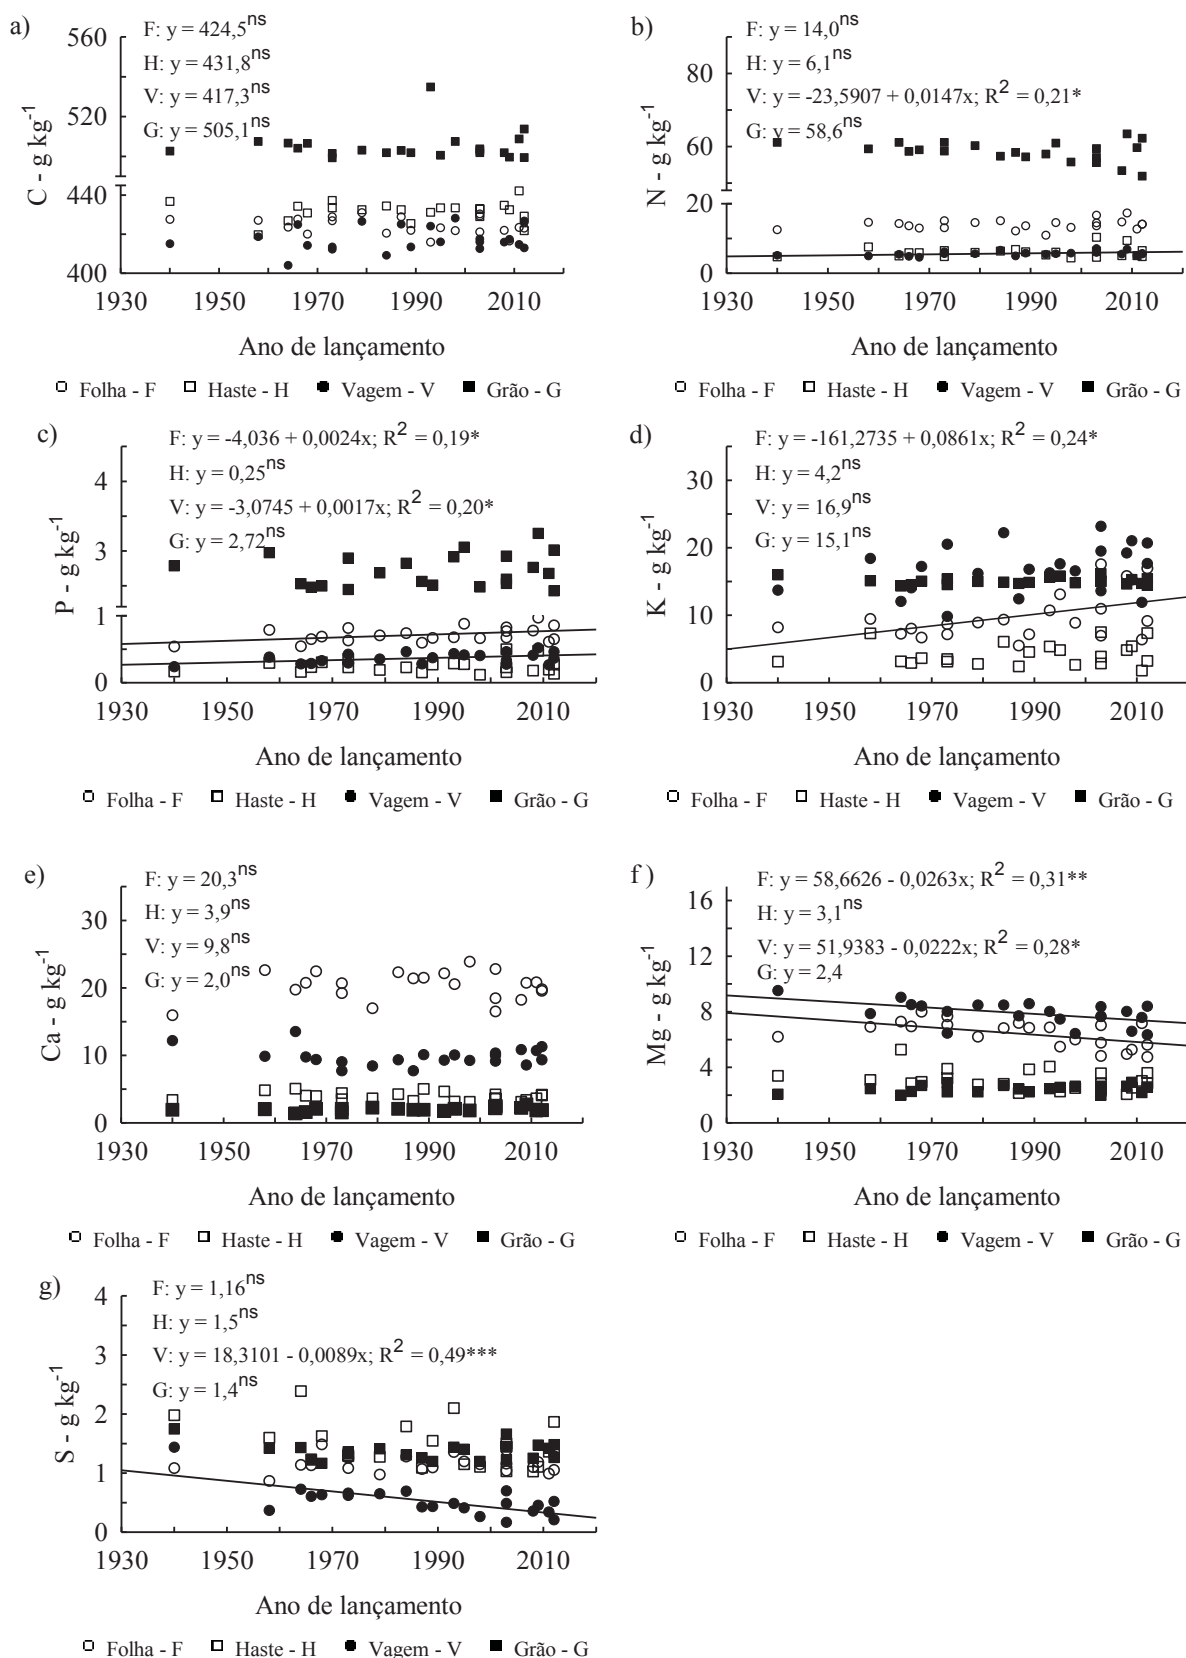 a)
F: y = 424,5ns
H: y = 431,8ns
V: y = 417,3ns
G: y = 505,1ns
C - g kg-1
560
510
440
400
1930 1950 1970 1990 2010
Ano de lançamento
Folha - F Haste - H Vagem - V Grão - G
b)
F: y = 14,0ns
H: y = 6,1ns
V: y = -23,5907 + 0,0147x; R2 = 0,21*
G: y = 58,6ns
N - g kg-1
80
60
40
20
0
1930 1950 1970 1990 2010
Ano de lançamento
Folha - F Haste - H Vagem - V Grão - G
c)
F: y = -4,036 + 0,0024x; R2 = 0,19*
H: y = 0,25ns
V: y = -3,0745 + 0,0017x; R2 = 0,20*
G: y = 2,72ns
P - g kg-1
4
3
2
1
0
1930 1950 1970 1990 2010
Ano de lançamento
Folha - F Haste - H Vagem - V Grão - G
d)
F: y = -161,2735 + 0,0861x; R2 = 0,24*
H: y = 4,2ns
V: y = 16,9ns
G: y = 15,1ns
K - g kg-1
30
20
10
0
1930 1950 1970 1990 2010
Ano de lançamento
Folha - F Haste - H Vagem - V Grão - G
e)
F: y = 20,3ns
H: y = 3,9ns
V: y = 9,8ns
G: y = 2,0ns
Ca - g kg-1
30
20
10
0
1930 1950 1970 1990 2010
Ano de lançamento
Folha - F Haste - H Vagem - V Grão - G
f )
F: y = 58,6626 - 0,0263x; R2 = 0,31**
H: y = 3,1ns
V: y = 51,9383 - 0,0222x; R2 = 0,28*
G: y = 2,4
Mg - g kg-1
16
12
8
4
0
1930 1950 1970 1990 2010
Ano de lançamento
Folha - F Haste - H Vagem - V Grão - G
g)
F: y = 1,16ns
H: y = 1,5ns
V: y = 18,3101 - 0,0089x; R2 = 0,49***
G: y = 1,4ns
S - g kg-1
4
3
2
1
0
1930 1950 1970 1990 2010
Ano de lançamento
Folha - F Haste - H Vagem - V Grão - G